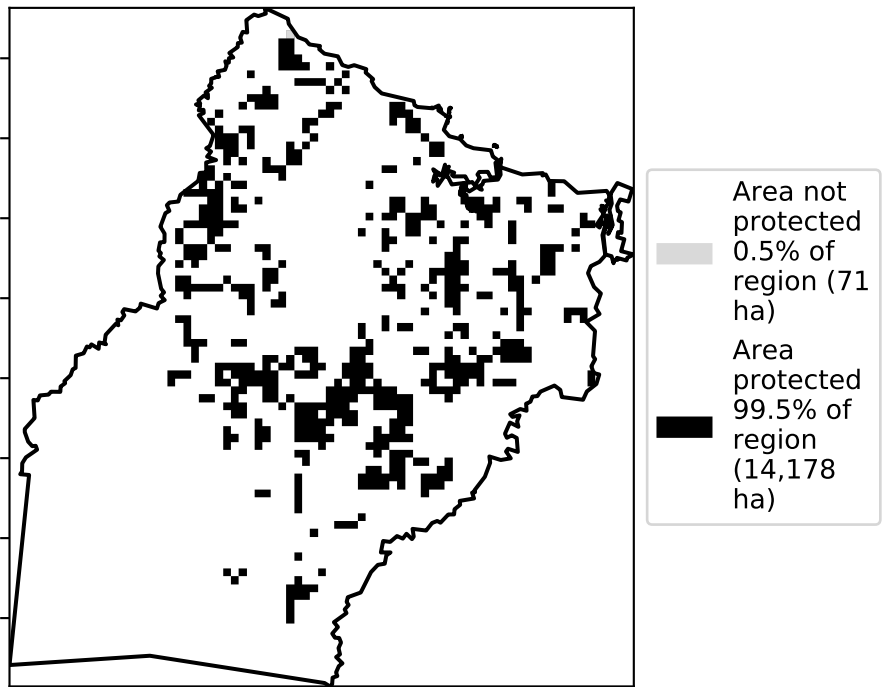 Area not
protected
0.5% of
region (71
ha)
Area
protected
99.5% of
region
(14,178
ha)